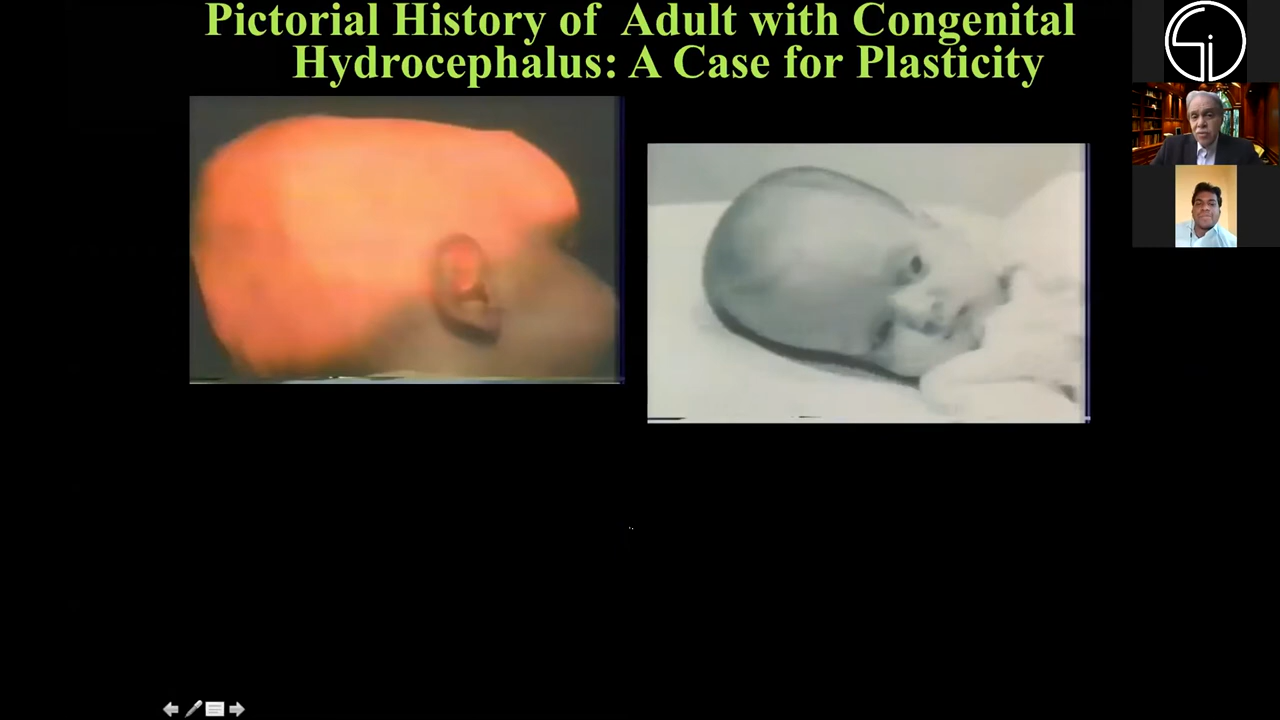 Pictorial History of Adult with Congenital
Hydrocephalus: A Case for Plasticity